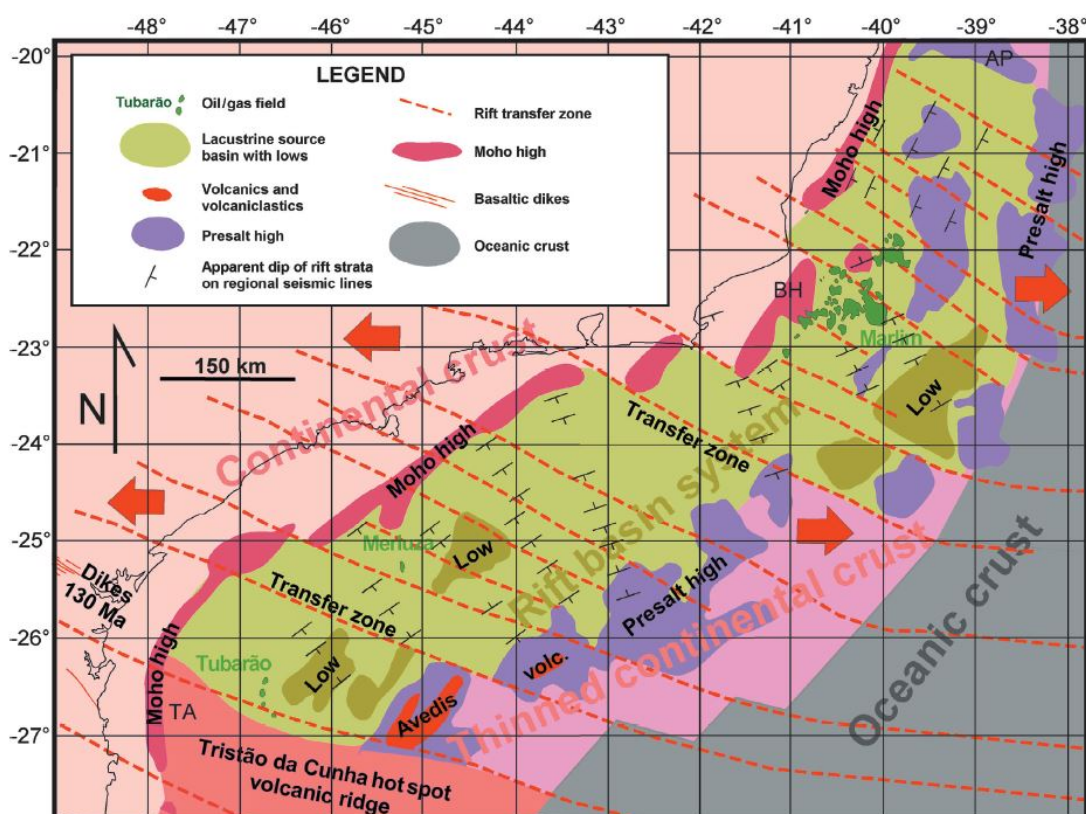 -48° -47° -46° -45° -44° -43° -42° -41° -40° -39° -38°
-20°
-21°
-22°
-23°
-24°
-25°
-26°
-27°
LEGEND
Tubarão
Oil/gas field
Lacustrine source
basin with lows
Volcanics and
volcaniclastics
Presalt high
Apparent dip of rift strata
on regional seismic lines
Rift transfer zone
Moho high
Basaltic dikes
Oceanic crust
AP
Moho high
Presalt high
BH
Marlim
N
150 km
Continental crust
Low
Transfer zone
Moho high
Rift basin system
Merluza
Low
Dikes
130 Ma
Transfer zone
Presalt high
Thinned continental crust
Oceanic crust
Moho high
Tubarão
Low
volc.
Avedis
TA
Tristão da Cunha hot spot
volcanic ridge